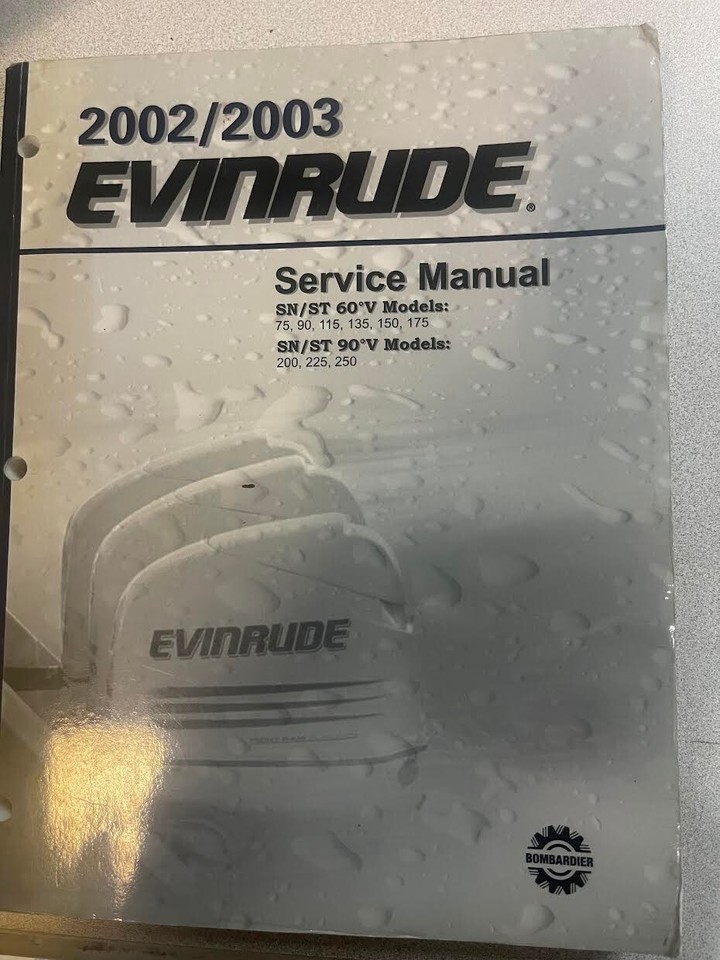 2002/2003
EVINRUDE®
Service Manual
SN/ST 60°V Models:
75, 90, 115, 135, 150, 175
SN/ST 90°V Models:
200, 225, 250
EVINRUDE
BOMBARDIER